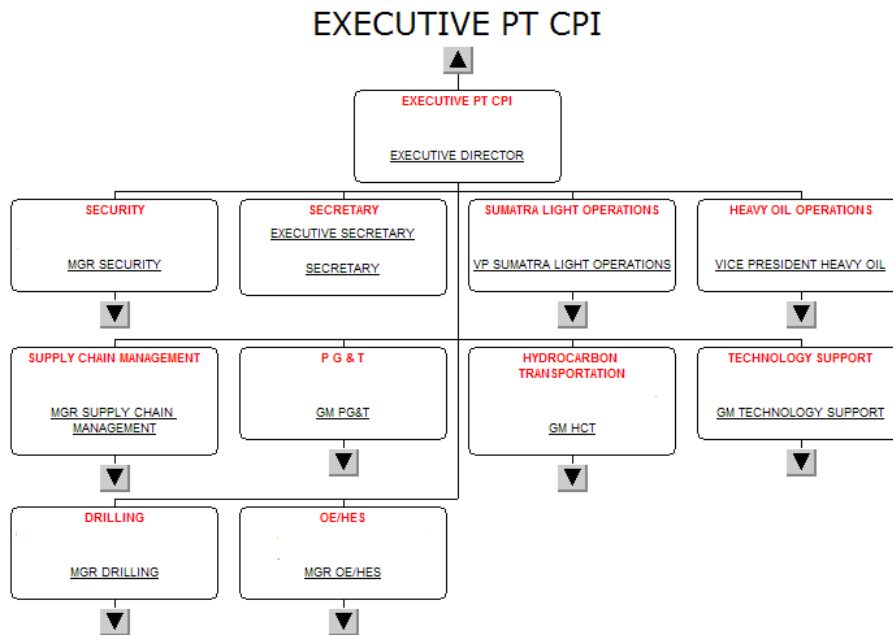 EXECUTIVE PT CPI
EXECUTIVE PT CPI
EXECUTIVE DIRECTOR
SECURITY
MGR SECURITY
SECRETARY
EXECUTIVE SECRETARY
SECRETARY
SUMATRA LIGHT OPERATIONS
VP SUMATRA LIGHT OPERATIONS
HEAVY OIL OPERATIONS
VICE PRESIDENT HEAVY OIL
SUPPLY CHAIN MANAGEMENT
MGR SUPPLY CHAIN
MANAGEMENT
P G & T
GM PG&T
HYDROCARBON
TRANSPORTATION
GM HCT
TECHNOLOGY SUPPORT
GM TECHNOLOGY SUPPORT
DRILLING
MGR DRILLING
OE/HES
MGR OE/HES